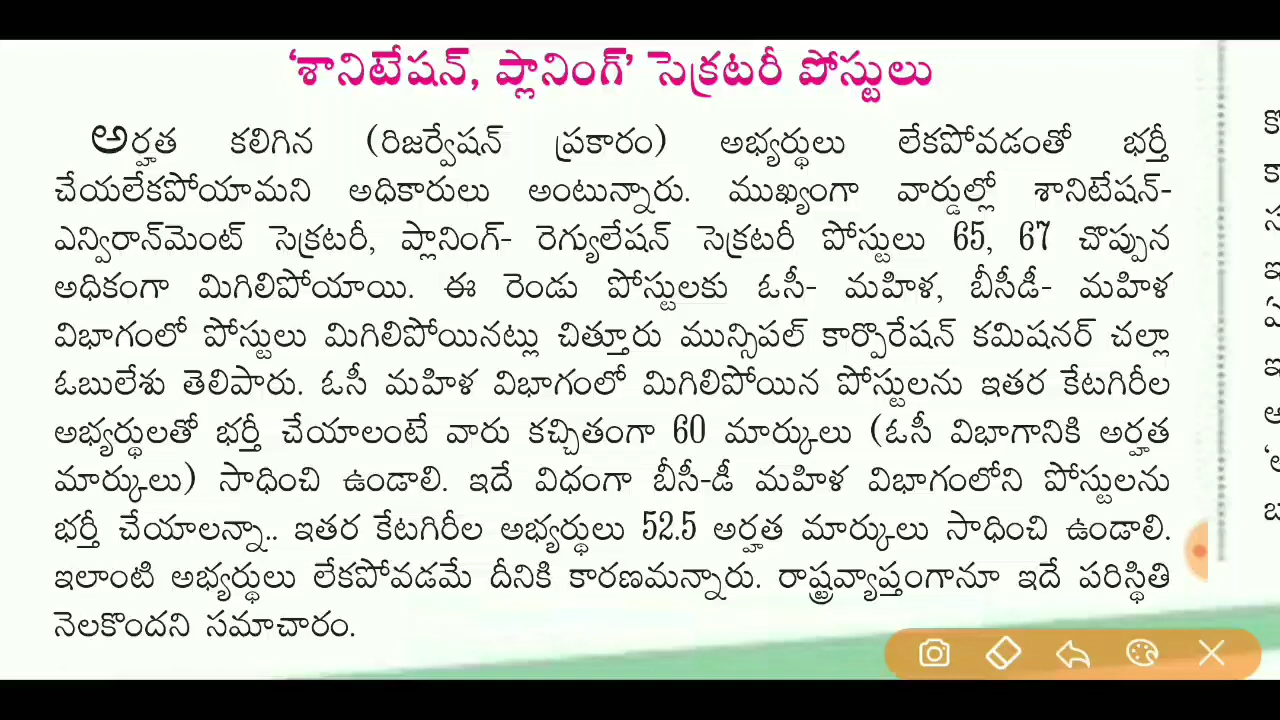 ‘శానిటేషన్, ప్లానింగ్’ సెక్రటరీ పోస్టులు
అర్హత కలిగిన (రిజర్వేషన్ ప్రకారం) అభ్యర్థులు లేకపోవడంతో భర్తీ
చేయలేకపోయామని అధికారులు అంటున్నారు. ముఖ్యంగా వార్డుల్లో శానిటేషన్-
ఎన్విరాన్‌మెంట్ సెక్రటరీ, ప్లానింగ్- రెగ్యులేషన్ సెక్రటరీ పోస్టులు 65, 67 చొప్పున
అధికంగా మిగిలిపోయాయి. ఈ రెండు పోస్టులకు ఓసీ- మహిళ, బీసీడీ- మహిళ
విభాగంలో పోస్టులు మిగిలిపోయినట్లు చిత్తూరు మున్సిపల్ కార్పొరేషన్ కమిషనర్ చల్లా
ఓబులేశు తెలిపారు. ఓసీ మహిళ విభాగంలో మిగిలిపోయిన పోస్టులను ఇతర కేటగిరీల
అభ్యర్థులతో భర్తీ చేయాలంటే వారు కచ్చితంగా 60 మార్కులు (ఓసీ విభాగానికి అర్హత
మార్కులు) సాధించి ఉండాలి. ఇదే విధంగా బీసీ-డీ మహిళ విభాగంలోని పోస్టులను
భర్తీ చేయాలన్నా.. ఇతర కేటగిరీల అభ్యర్థులు 52.5 అర్హత మార్కులు సాధించి ఉండాలి.
ఇలాంటి అభ్యర్థులు లేకపోవడమే దీనికి కారణమన్నారు. రాష్ట్రవ్యాప్తంగానూ ఇదే పరిస్థితి
నెలకొందని సమాచారం.